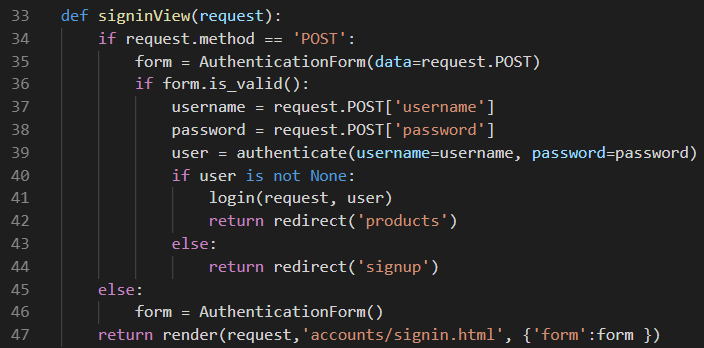 33 def signinView(request):
34     if request.method == 'POST':
35         form = AuthenticationForm(data=request.POST)
36         if form.is_valid():
37             username = request.POST['username']
38             password = request.POST['password']
39             user = authenticate(username=username, password=password)
40             if user is not None:
41                 login(request, user)
42                 return redirect('products')
43             else:
44                 return redirect('signup')
45     else:
46         form = AuthenticationForm()
47     return render(request,'accounts/signin.html', {'form':form })